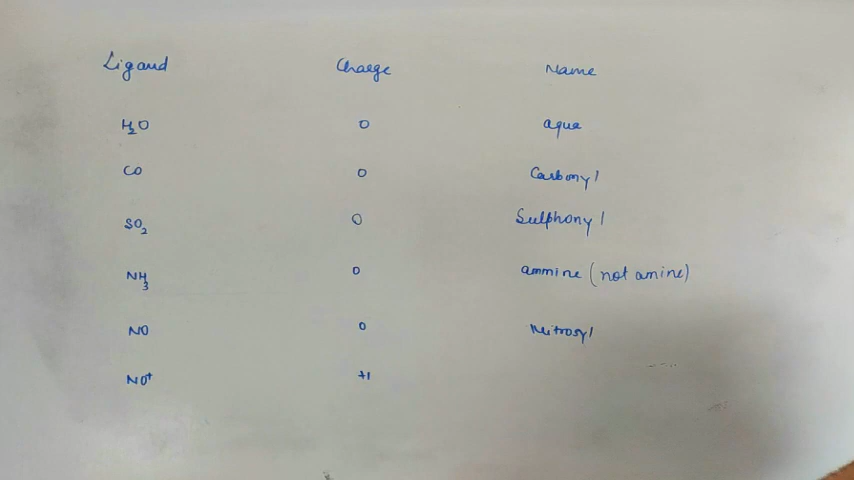 Ligand Charge Name
H₂O 0 aqua
CO 0 Carbonyl
SO₂ 0 Sulphonyl
NH₃ 0 ammine (not amine)
NO 0 Nitrosyl
NO⁺ +1